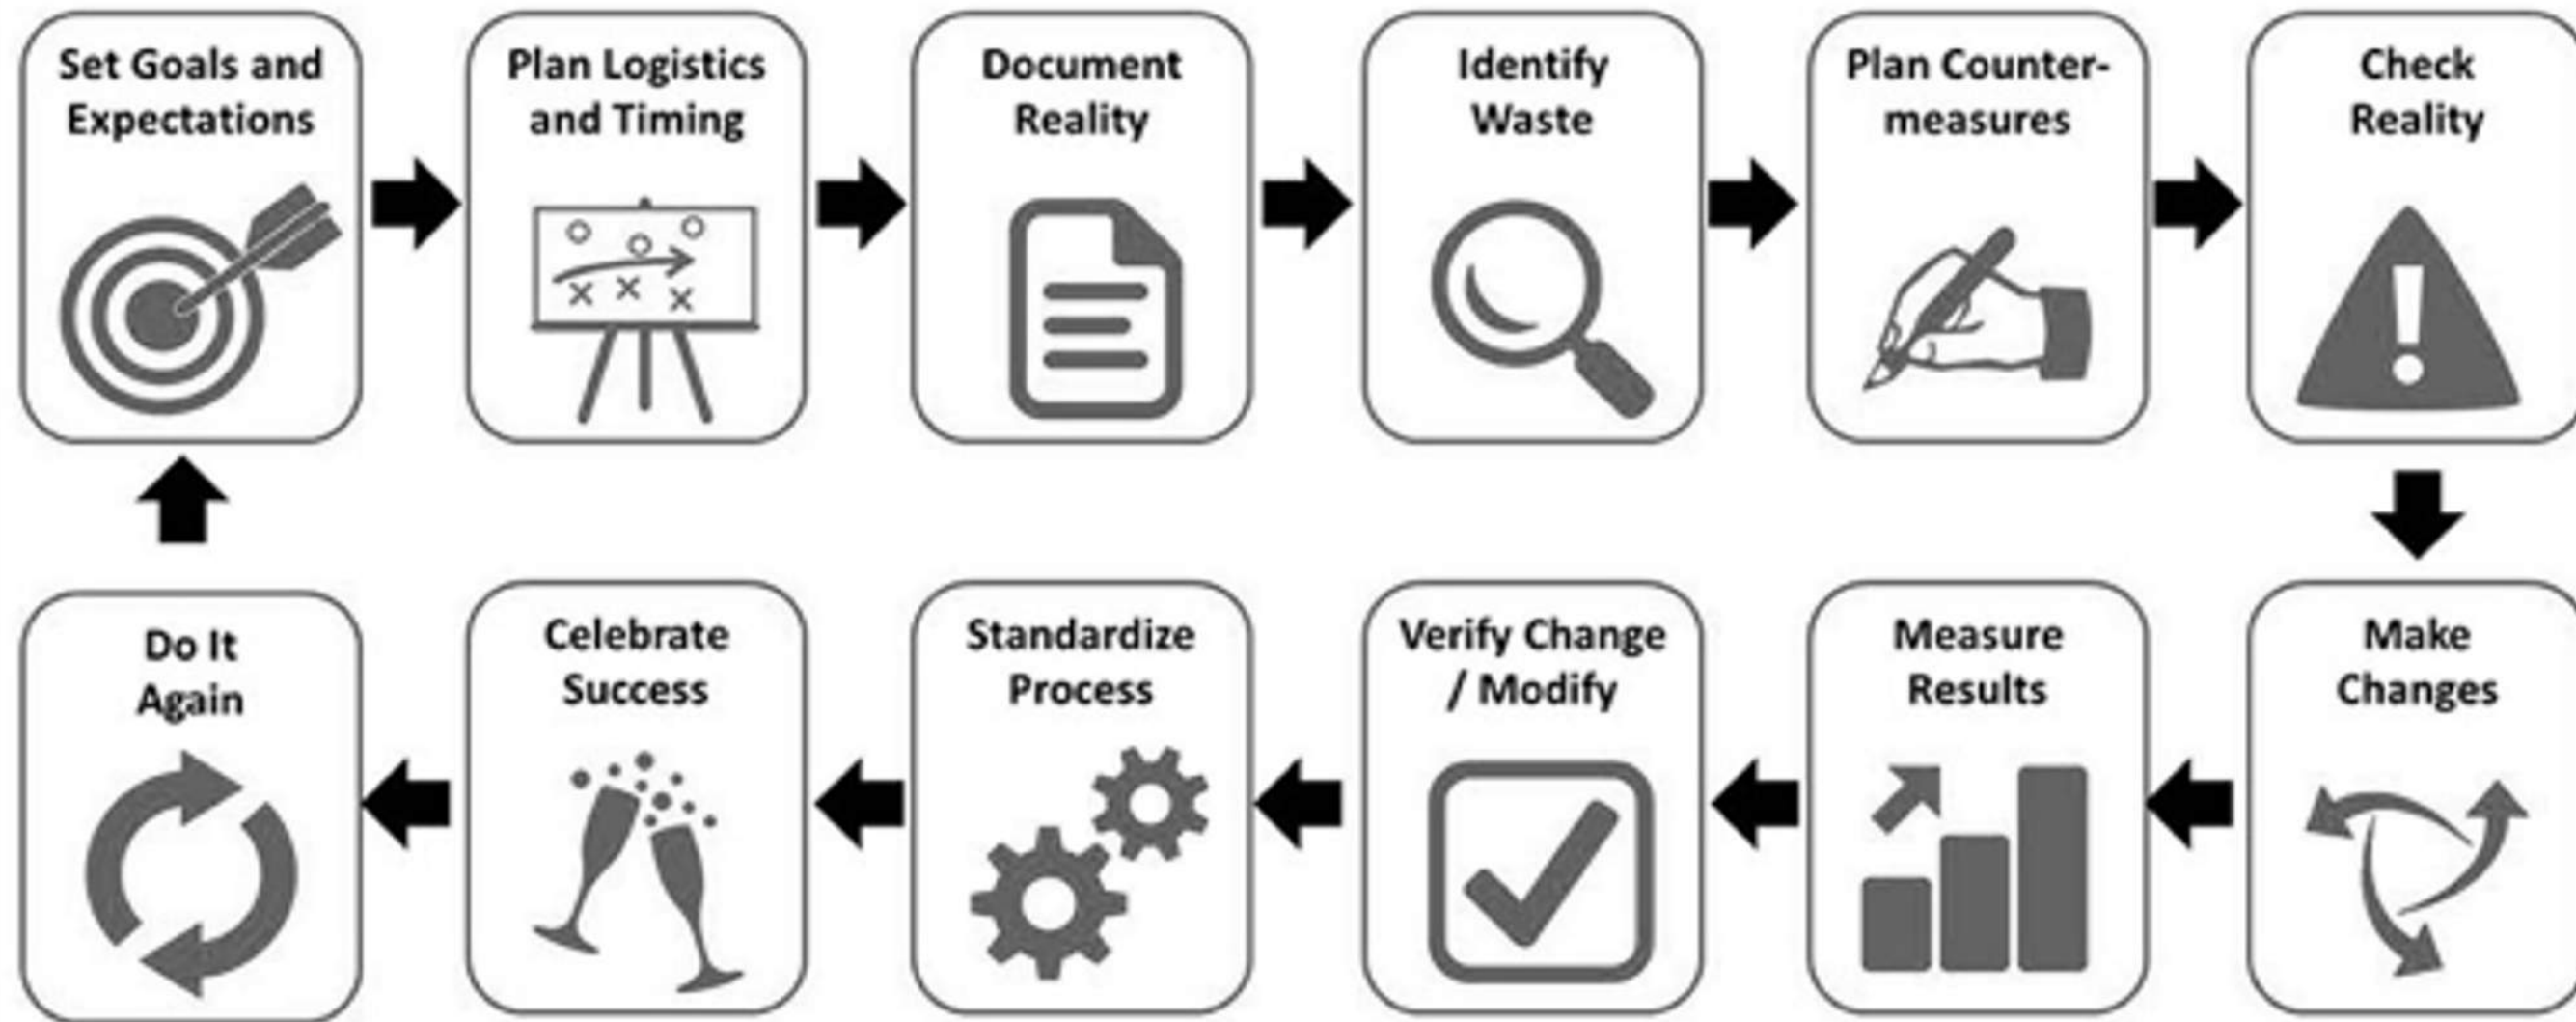 Set Goals and
Expectations
Plan Logistics
and Timing
Document
Reality
Identify
Waste
Plan Counter-
measures
Check
Reality
Do It
Again
Celebrate
Success
Standardize
Process
Verify Change
/ Modify
Measure
Results
Make
Changes